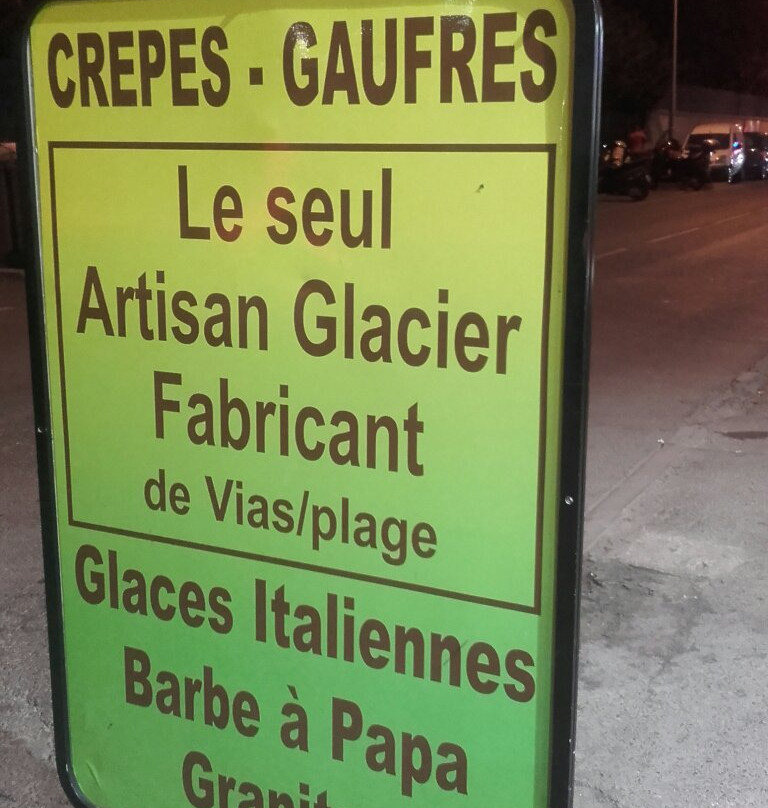 CREPES - GAUFRES
Le seul
Artisan Glacier
Fabricant
de Vias/plage
Glaces Italiennes
Barbe à Papa